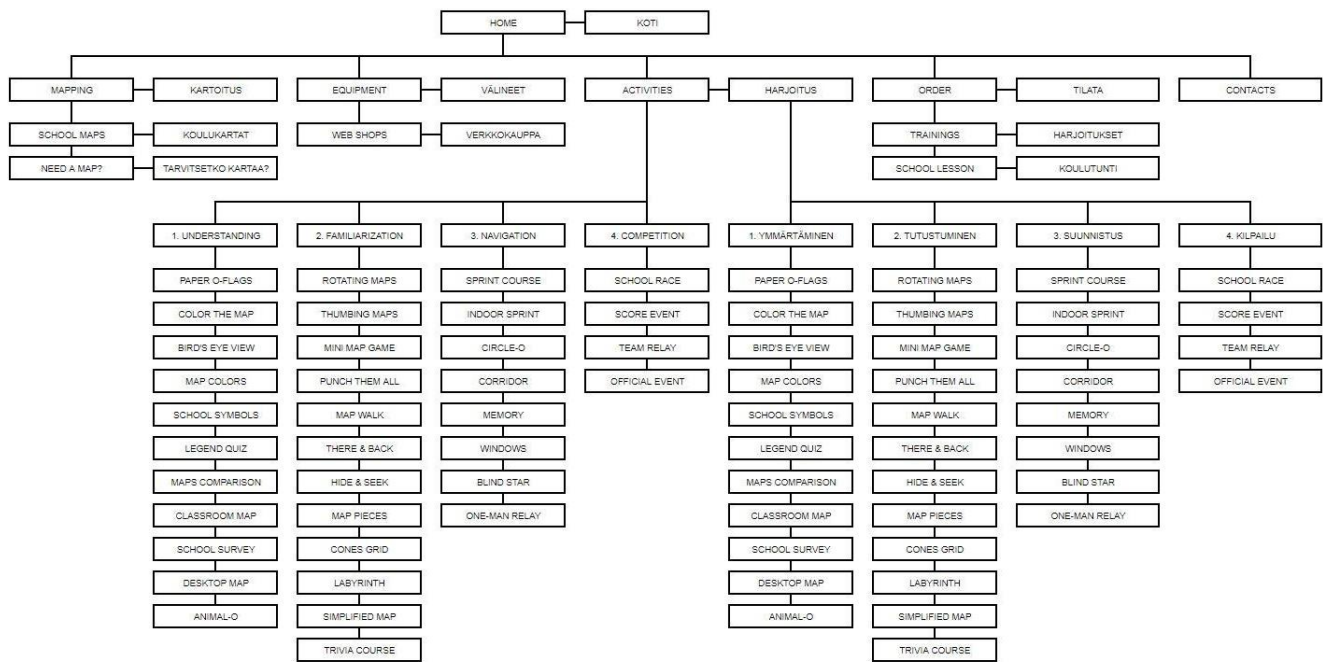 HOME
KOTI
MAPPING
KARTOITUS
EQUIPMENT
VÄLINEET
ACTIVITIES
HARJOITUS
ORDER
TILATA
CONTACTS
SCHOOL MAPS
KOULUKARTAT
WEB SHOPS
VERKKOKAUPPA
TRAININGS
HARJOITUKSET
NEED A MAP?
TARVITSETKO KARTAA?
SCHOOL LESSON
KOULUTUNTI
1. UNDERSTANDING
PAPER O-FLAGS
COLOR THE MAP
BIRD'S EYE VIEW
MAP COLORS
SCHOOL SYMBOLS
LEGEND QUIZ
MAPS COMPARISON
CLASSROOM MAP
SCHOOL SURVEY
DESKTOP MAP
ANIMAL-O
2. FAMILIARIZATION
ROTATING MAPS
THUMBING MAPS
MINI MAP GAME
PUNCH THEM ALL
MAP WALK
THERE & BACK
HIDE & SEEK
MAP PIECES
CONES GRID
LABYRINTH
SIMPLIFIED MAP
TRIVIA COURSE
3. NAVIGATION
SPRINT COURSE
INDOOR SPRINT
CIRCLE-O
CORRIDOR
MEMORY
WINDOWS
BLIND STAR
ONE-MAN RELAY
4. COMPETITION
SCHOOL RACE
SCORE EVENT
TEAM RELAY
OFFICIAL EVENT
1. YMMÄRTÄMINEN
PAPER O-FLAGS
COLOR THE MAP
BIRD'S EYE VIEW
MAP COLORS
SCHOOL SYMBOLS
LEGEND QUIZ
MAPS COMPARISON
CLASSROOM MAP
SCHOOL SURVEY
DESKTOP MAP
ANIMAL-O
2. TUTUSTUMINEN
ROTATING MAPS
THUMBING MAPS
MINI MAP GAME
PUNCH THEM ALL
MAP WALK
THERE & BACK
HIDE & SEEK
MAP PIECES
CONES GRID
LABYRINTH
SIMPLIFIED MAP
TRIVIA COURSE
3. SUUNNISTUS
SPRINT COURSE
INDOOR SPRINT
CIRCLE-O
CORRIDOR
MEMORY
WINDOWS
BLIND STAR
ONE-MAN RELAY
4. KILPAILU
SCHOOL RACE
SCORE EVENT
TEAM RELAY
OFFICIAL EVENT